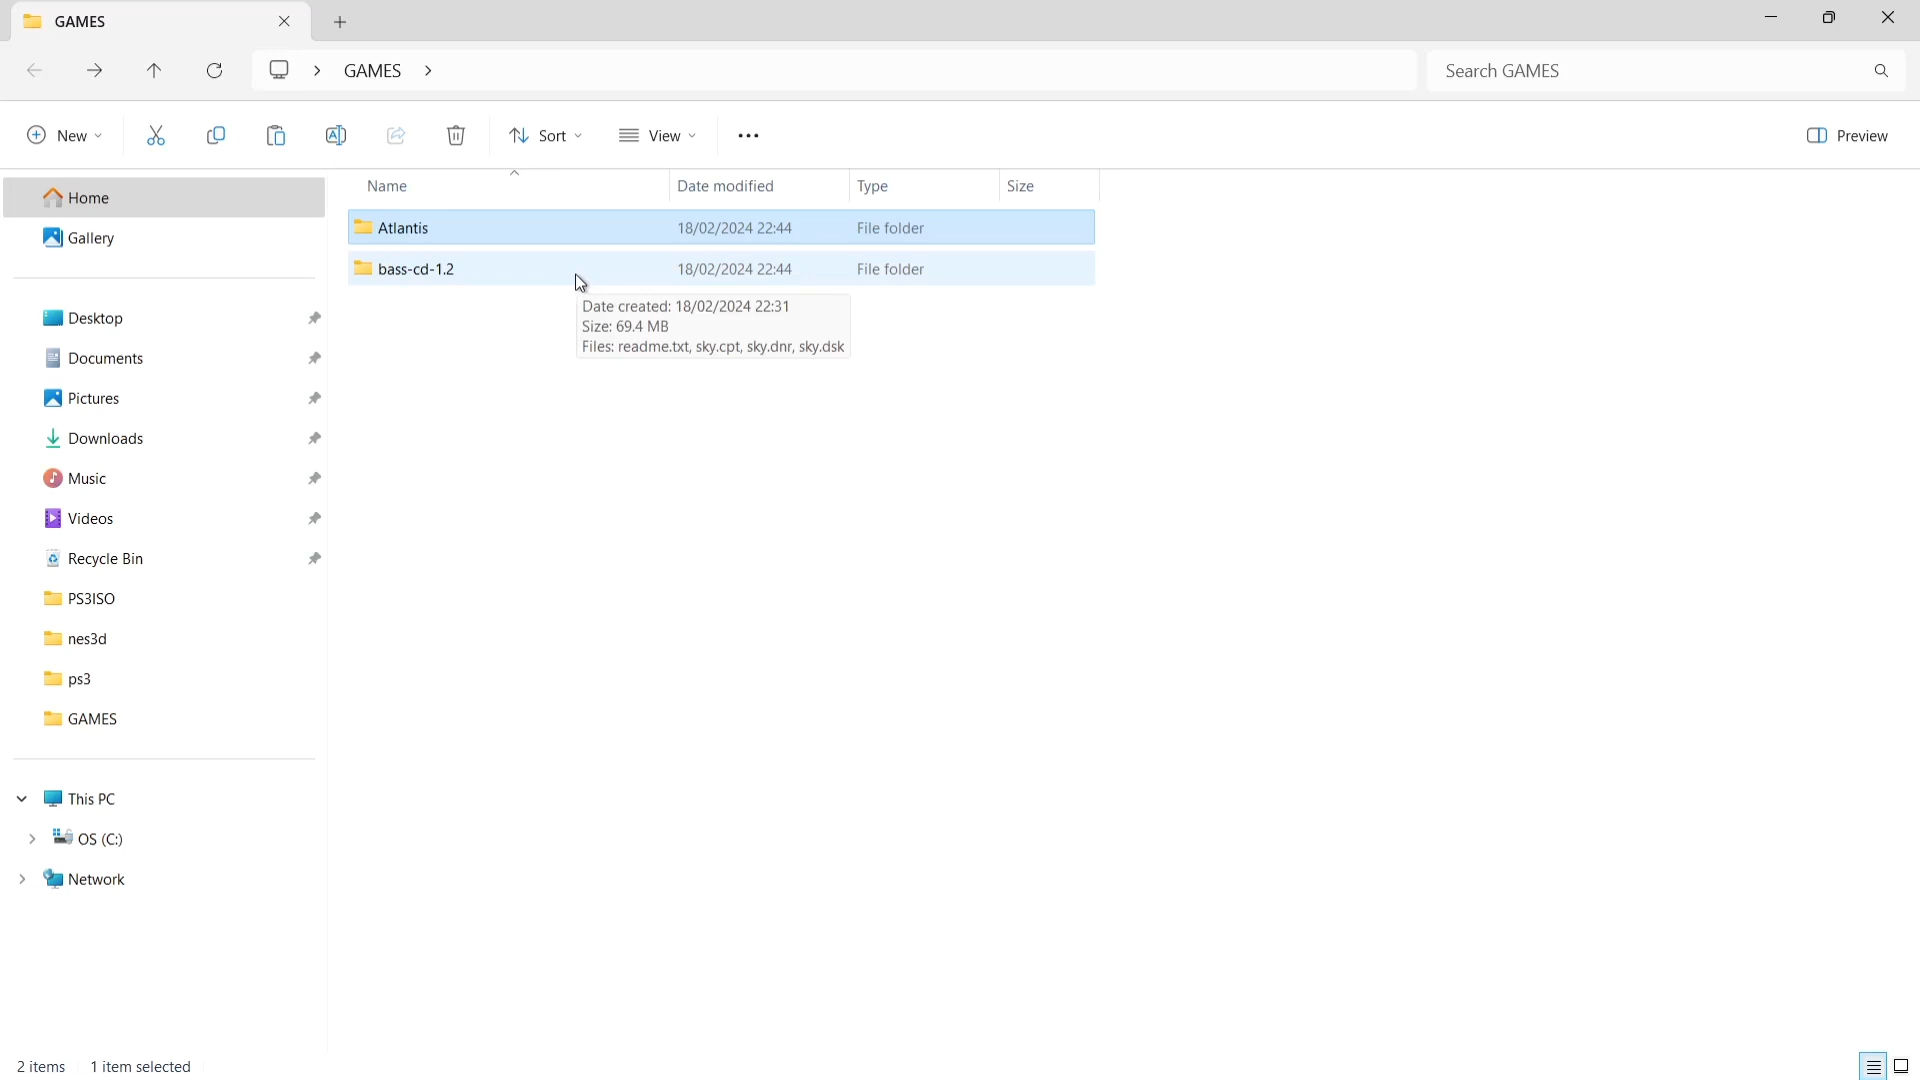 GAMES
GAMES
Search GAMES
New
Sort
View
Preview
Home
Gallery
Desktop
Documents
Pictures
Downloads
Music
Videos
Recycle Bin
PS3ISO
nes3d
ps3
GAMES
This PC
OS (C:)
Network
Name Date modified Type Size
Atlantis 18/02/2024 22:44 File folder
bass-cd-1.2 18/02/2024 22:44 File folder
Date created: 18/02/2024 22:31
Size: 69.4 MB
Files: readme.txt, sky.cpt, sky.dnr, sky.dsk
2 items 1 item selected